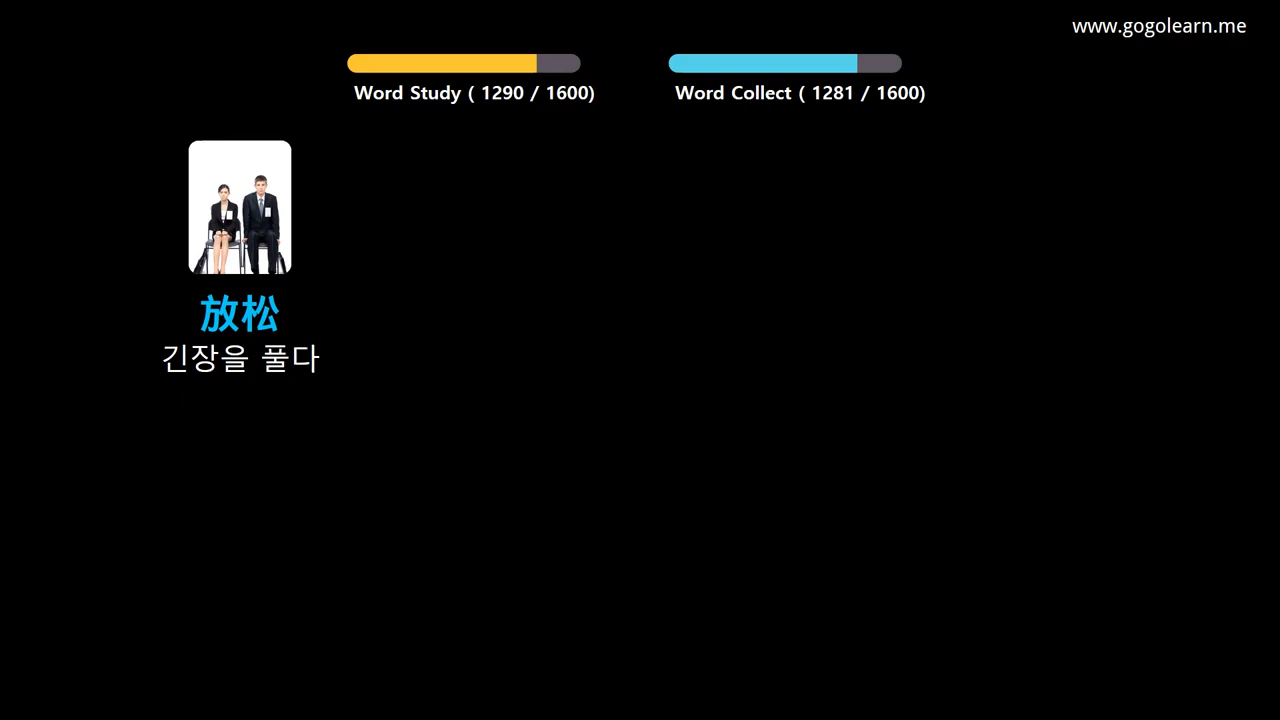 www.gogolearn.me
Word Study ( 1290 / 1600)
Word Collect ( 1281 / 1600)
放松
긴장을 풀다